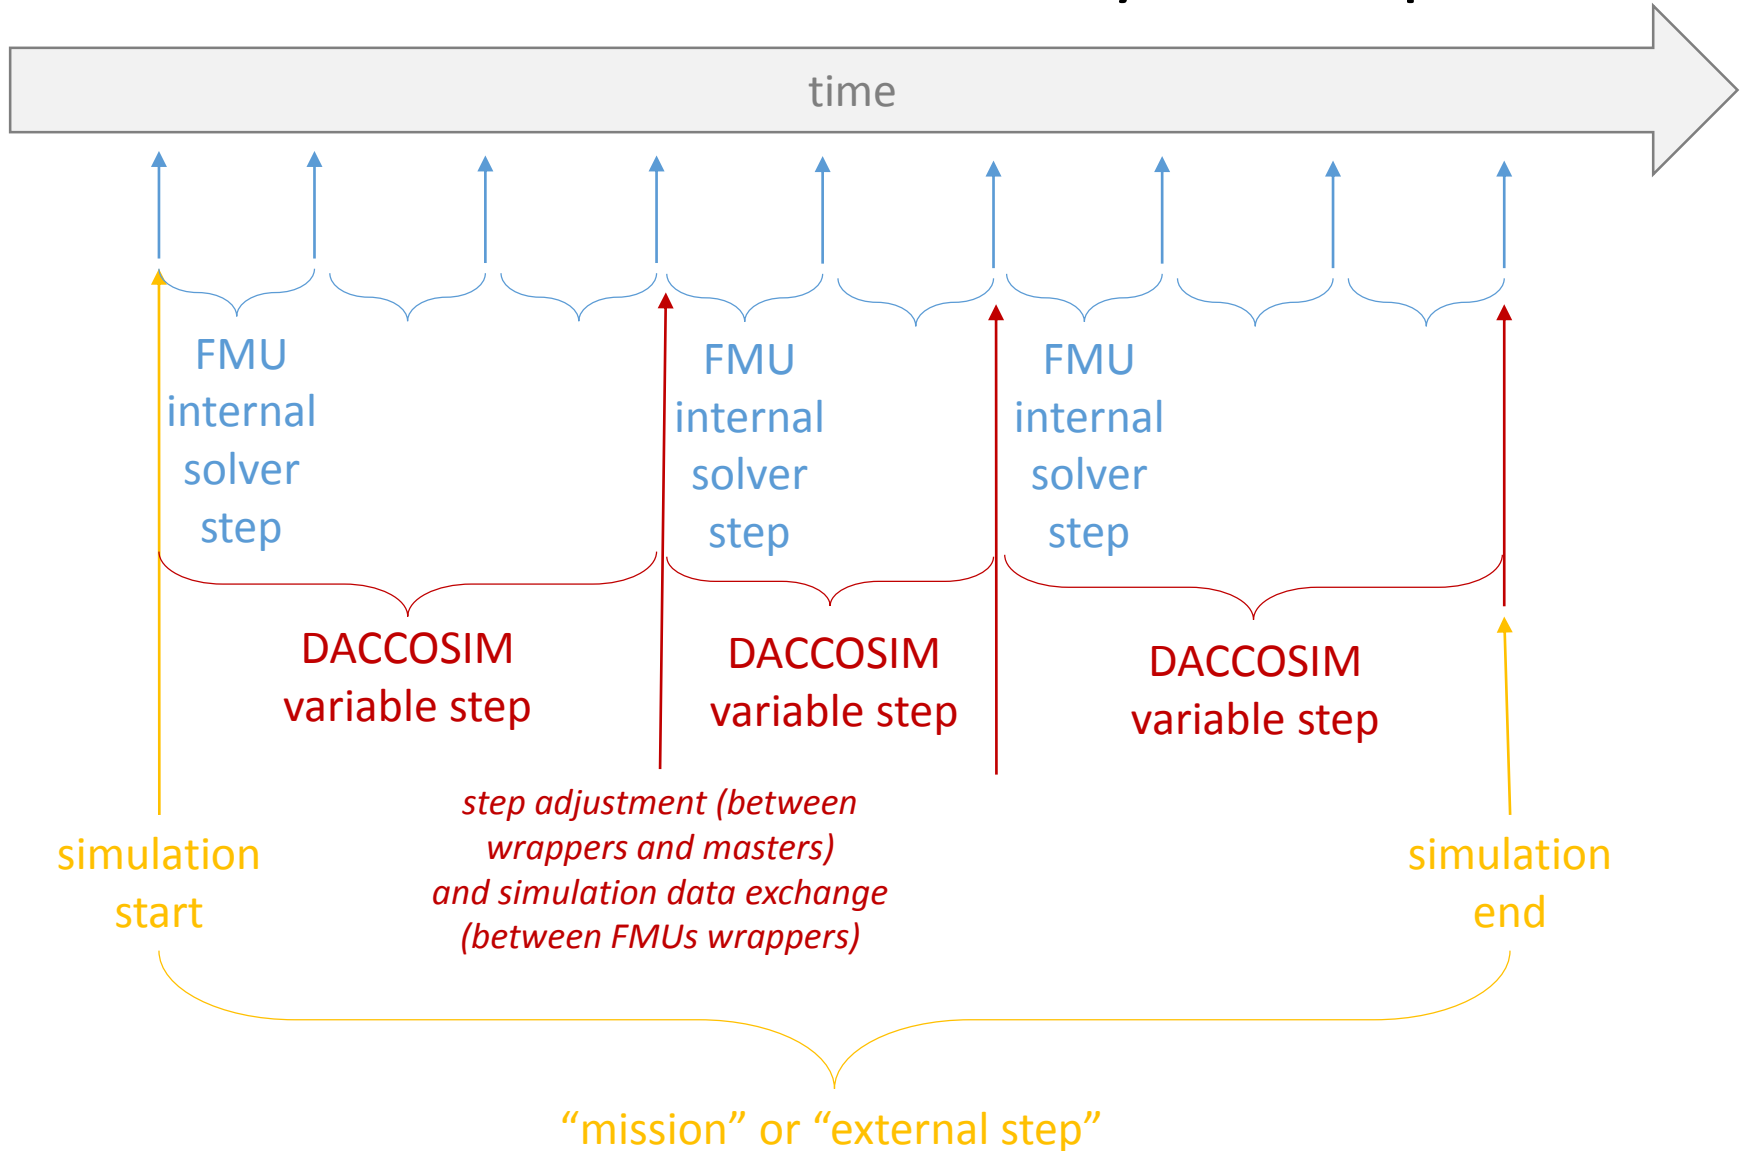 time
FMU
internal
solver
step
FMU
internal
solver
step
FMU
internal
solver
step
DACCOSIM
variable step
DACCOSIM
variable step
DACCOSIM
variable step
step adjustment (between
wrappers and masters)
and simulation data exchange
(between FMUs wrappers)
simulation
start
simulation
end
“mission” or “external step”